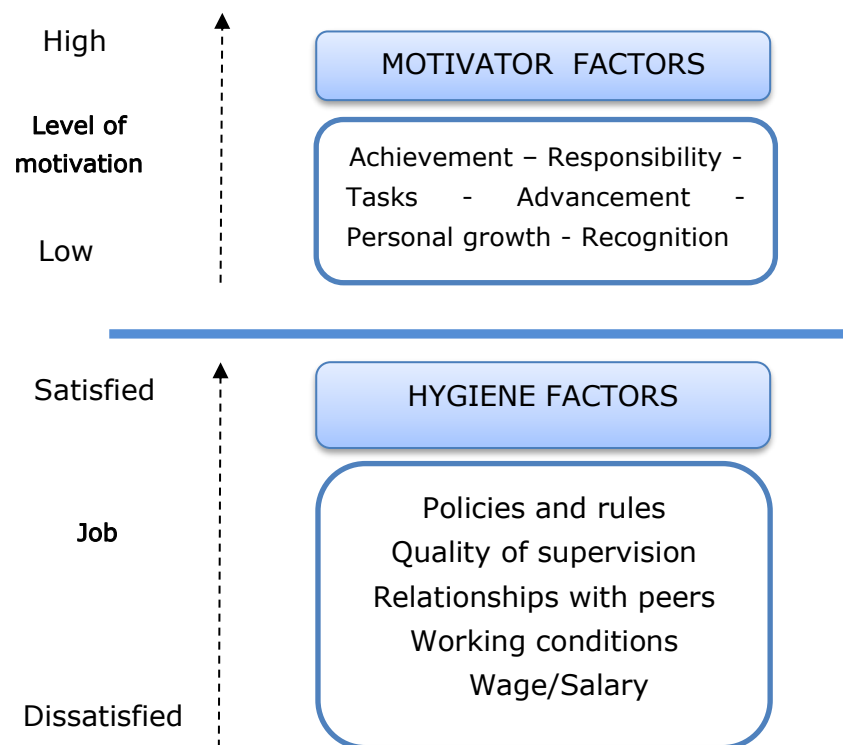 High
MOTIVATOR FACTORS
Level of
motivation
Achievement – Responsibility -
Tasks - Advancement -
Personal growth - Recognition
Low
Satisfied
HYGIENE FACTORS
Job
Policies and rules
Quality of supervision
Relationships with peers
Working conditions
Wage/Salary
Dissatisfied